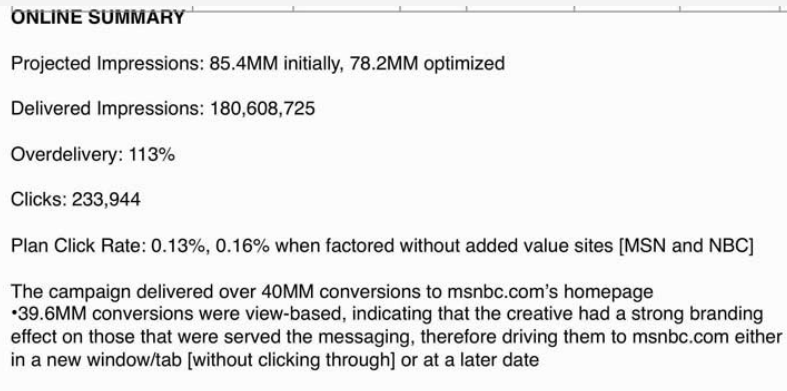 ONLINE SUMMARY
Projected Impressions: 85.4MM initially, 78.2MM optimized
Delivered Impressions: 180,608,725
Overdelivery: 113%
Clicks: 233,944
Plan Click Rate: 0.13%, 0.16% when factored without added value sites [MSN and NBC]
The campaign delivered over 40MM conversions to msnbc.com's homepage
•39.6MM conversions were view-based, indicating that the creative had a strong branding
effect on those that were served the messaging, therefore driving them to msnbc.com either
in a new window/tab [without clicking through] or at a later date